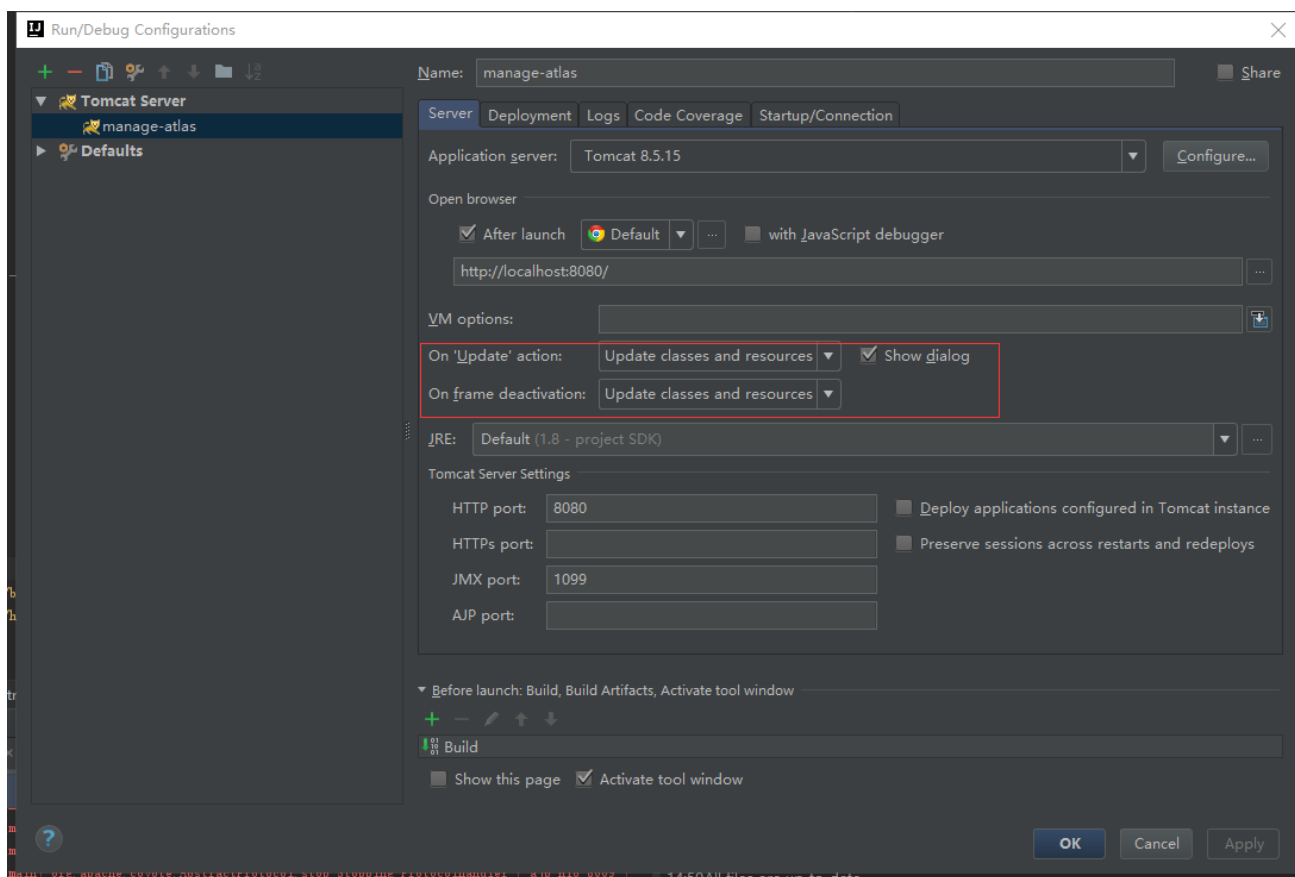 Run/Debug Configurations
Name: manage-atlas Share
Tomcat Server
manage-atlas
Defaults
Server Deployment Logs Code Coverage Startup/Connection
Application server: Tomcat 8.5.15 Configure...
Open browser
After launch Default ... with JavaScript debugger
http://localhost:8080/ ...
VM options:
On 'Update' action: Update classes and resources Show dialog
On frame deactivation: Update classes and resources
JRE: Default (1.8 - project SDK) ...
Tomcat Server Settings
HTTP port: 8080 Deploy applications configured in Tomcat instance
HTTPs port: Preserve sessions across restarts and redeploys
JMX port: 1099
AJP port:
Before launch: Build, Build Artifacts, Activate tool window
Build
Show this page Activate tool window
? OK Cancel Apply